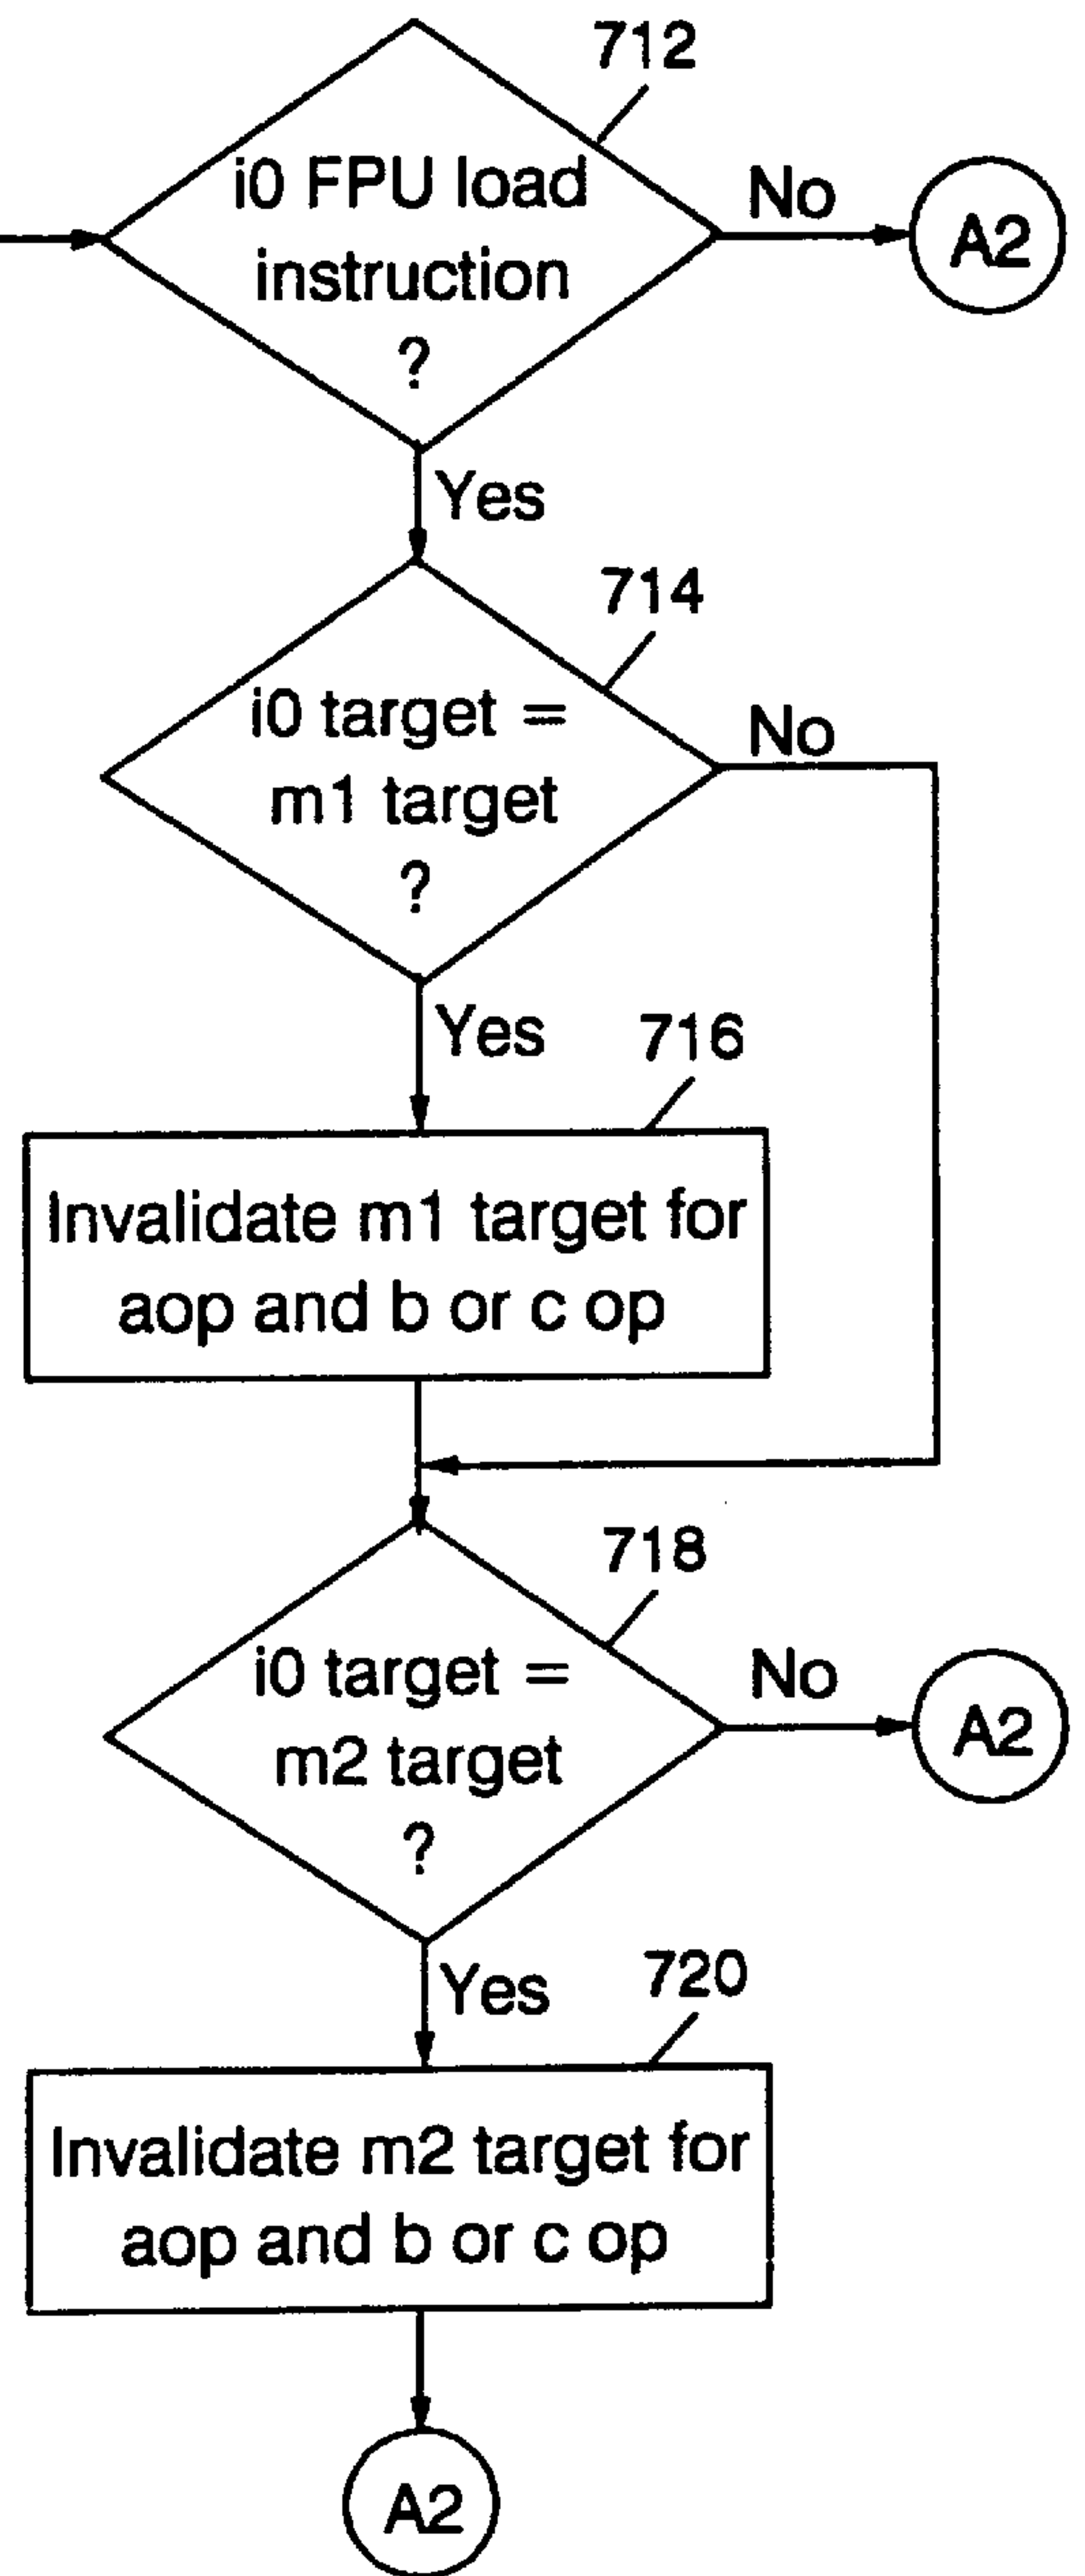 712
i0 FPU load
instruction
?
No
A2
Yes
714
i0 target =
m1 target
?
No
Yes
716
Invalidate m1 target for
aop and b or c op
718
i0 target =
m2 target
?
No
A2
Yes
720
Invalidate m2 target for
aop and b or c op
A2